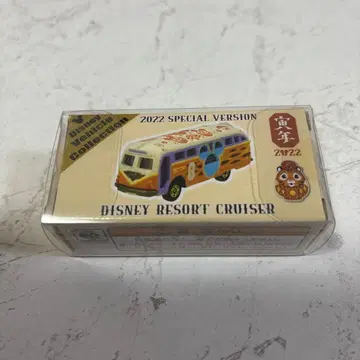 Disney
Vehicle
Collection
2022 SPECIAL VERSION
寅年
2022
DISNEY RESORT CRUISER